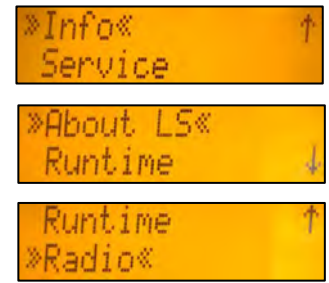 »Info« ↑
Service
»About LS«
Runtime ↓
Runtime ↑
»Radio«